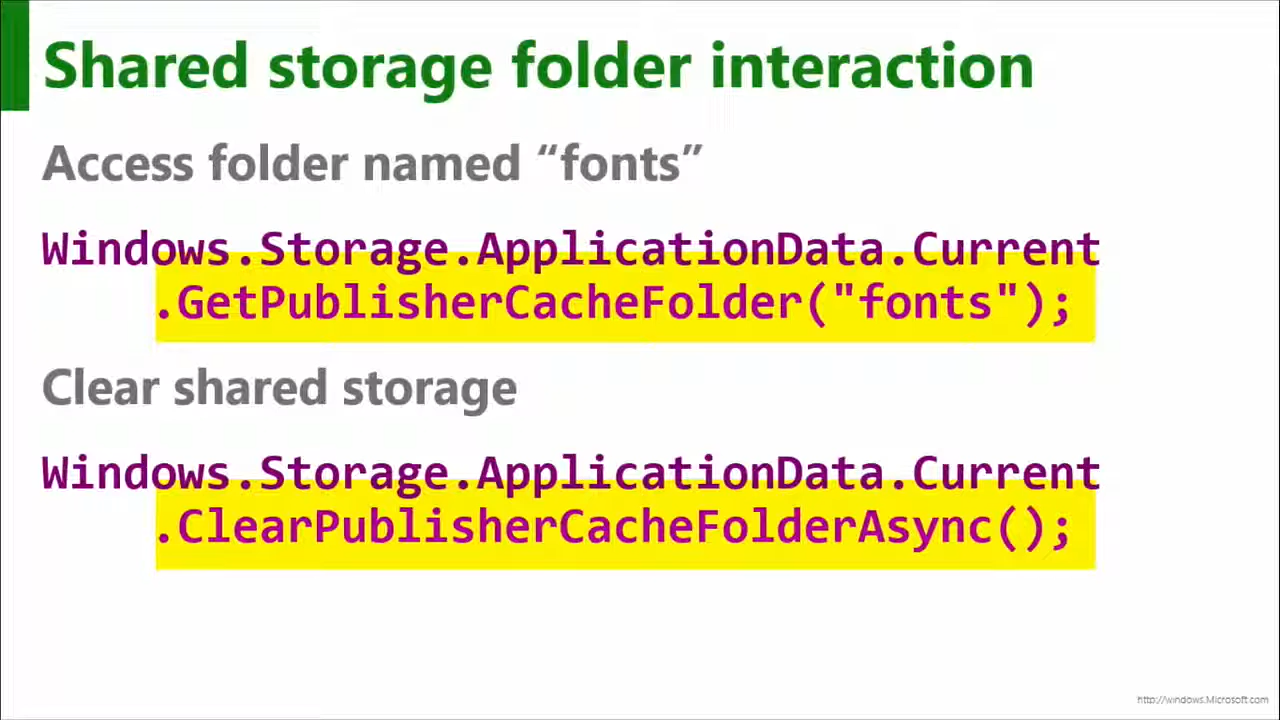 Shared storage folder interaction
Access folder named “fonts”
Windows.Storage.ApplicationData.Current
.GetPublisherCacheFolder("fonts");
Clear shared storage
Windows.Storage.ApplicationData.Current
.ClearPublisherCacheFolderAsync();
http://windows.Microsoft.com